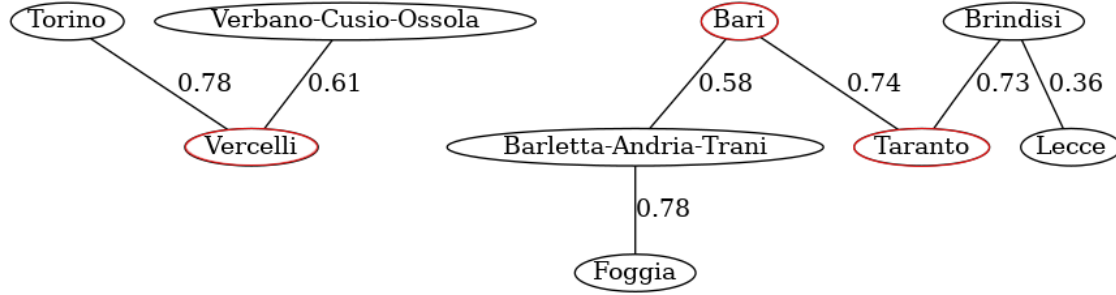 Torino
Verbano-Cusio-Ossola
Bari
Brindisi
0.78
0.61
0.58
0.74
0.73
0.36
Vercelli
Barletta-Andria-Trani
Taranto
Lecce
0.78
Foggia